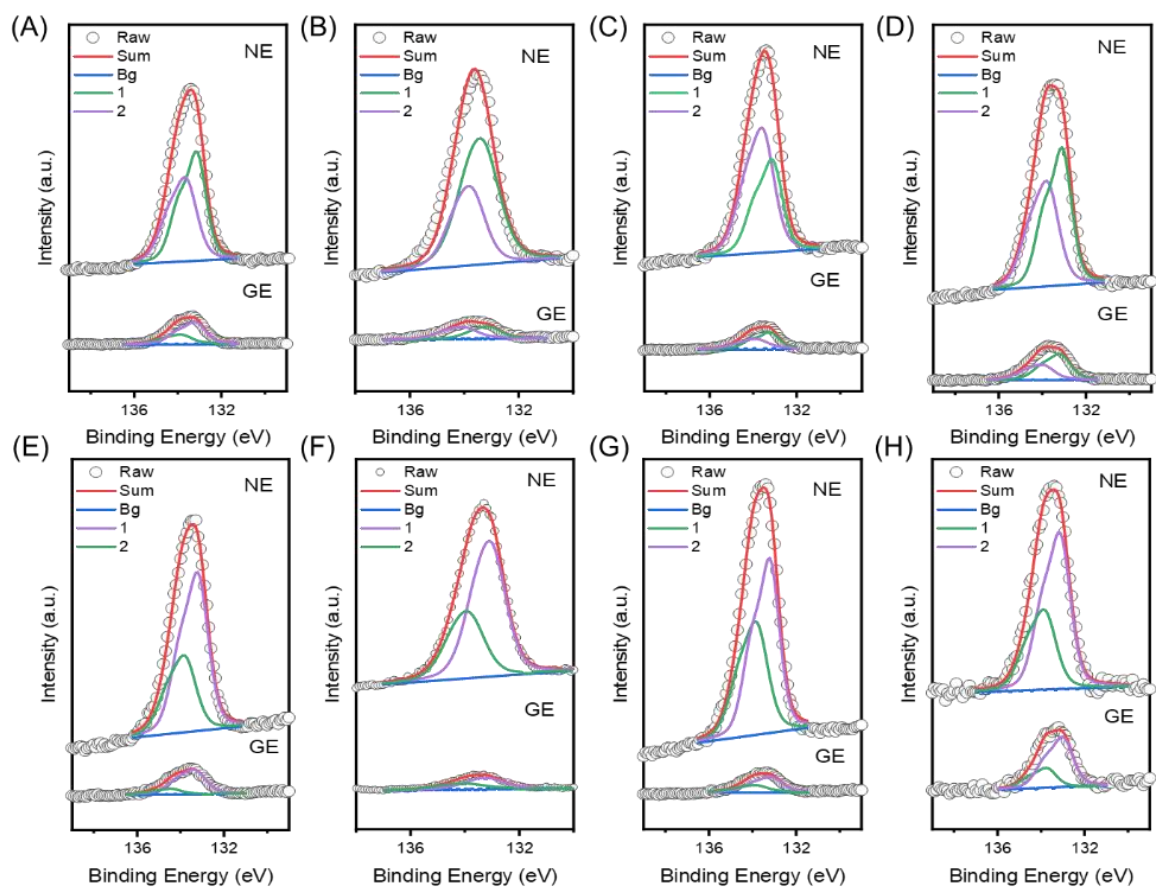 (A)
Raw
Sum
Bg
1
2
NE
GE
Intensity (a.u.)
136
132
Binding Energy (eV)
(B)
Raw
Sum
Bg
1
2
NE
GE
Intensity (a.u.)
136
132
Binding Energy (eV)
(C)
Raw
Sum
Bg
1
2
NE
GE
Intensity (a.u.)
136
132
Binding Energy (eV)
(D)
Raw
Sum
Bg
1
2
NE
GE
Intensity (a.u.)
136
132
Binding Energy (eV)
(E)
Raw
Sum
Bg
1
2
NE
GE
Intensity (a.u.)
136
132
Binding Energy (eV)
(F)
Raw
Sum
Bg
1
2
NE
GE
Intensity (a.u.)
136
132
Binding Energy (eV)
(G)
Raw
Sum
Bg
1
2
NE
GE
Intensity (a.u.)
136
132
Binding Energy (eV)
(H)
Raw
Sum
Bg
1
2
NE
GE
Intensity (a.u.)
136
132
Binding Energy (eV)